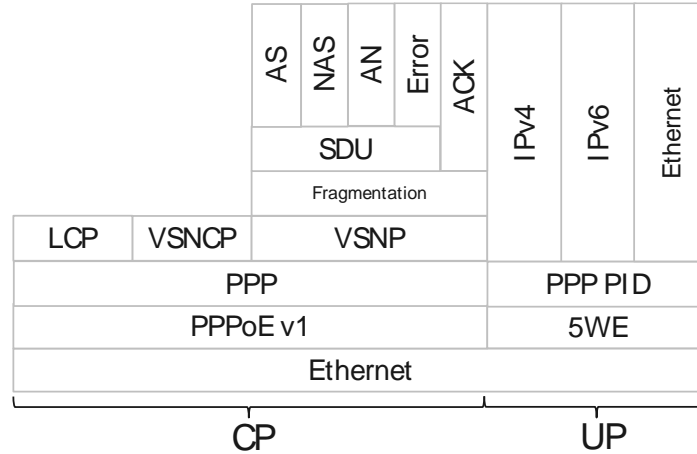 AS NAS AN Error ACK IPv4 IPv6 Ethernet
SDU
Fragmentation
LCP VSNCP VSNP
PPP PPP PID
PPPoE v1 5WE
Ethernet
CP UP